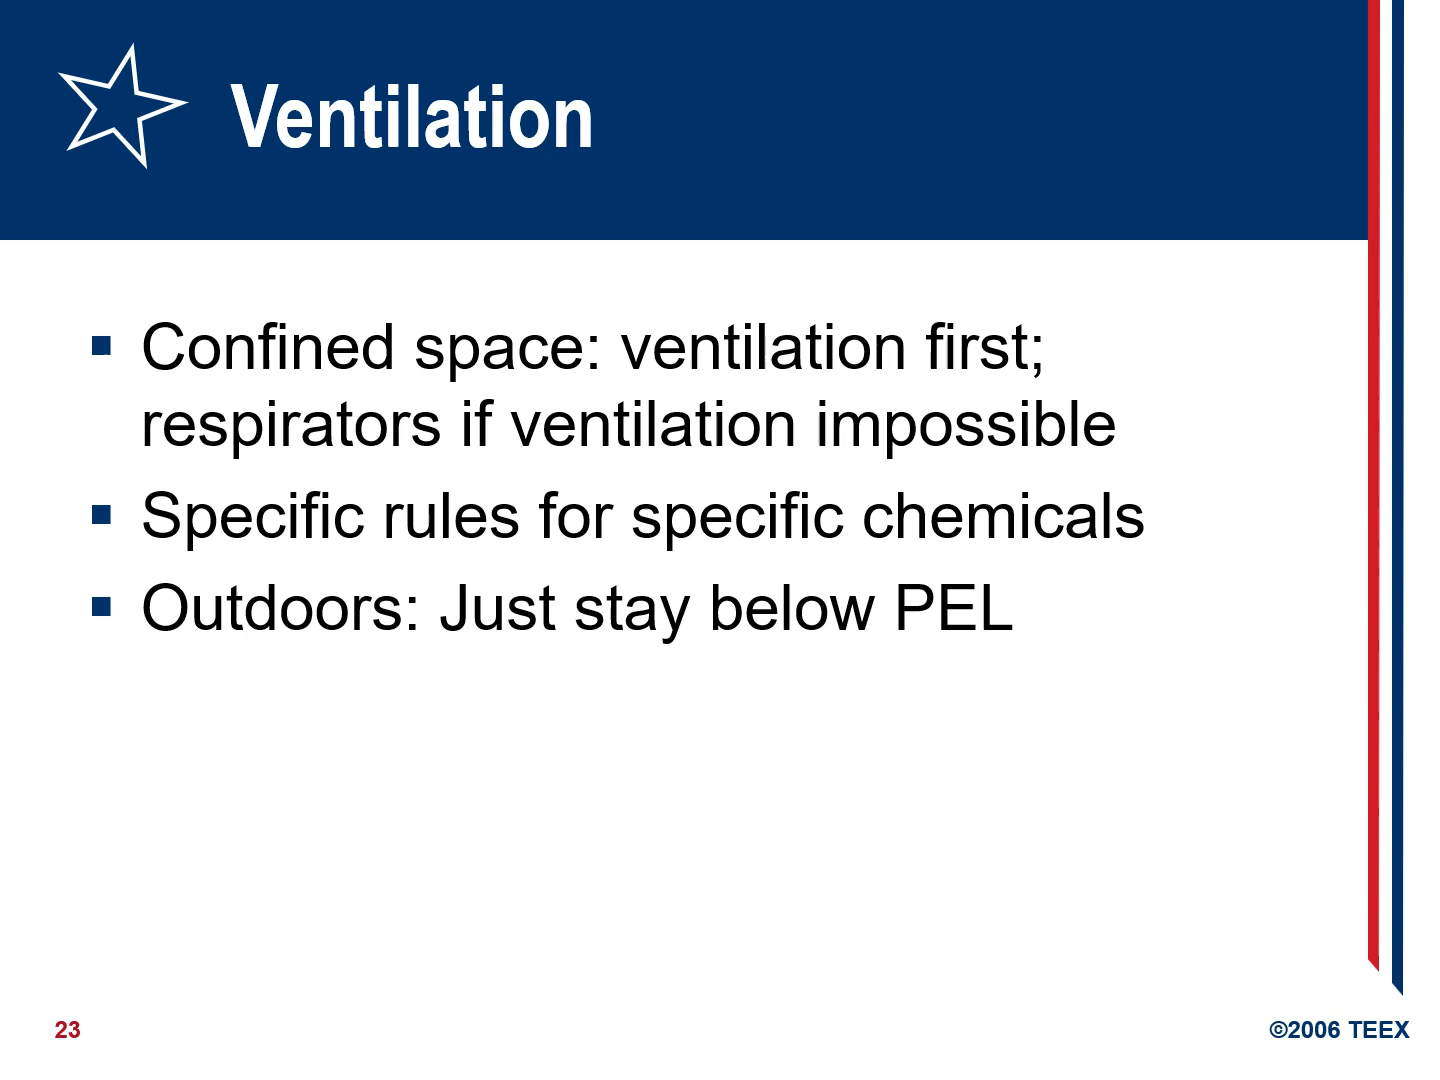 Ventilation
▪ Confined space: ventilation first;
respirators if ventilation impossible
▪ Specific rules for specific chemicals
▪ Outdoors: Just stay below PEL
23
©2006 TEEX